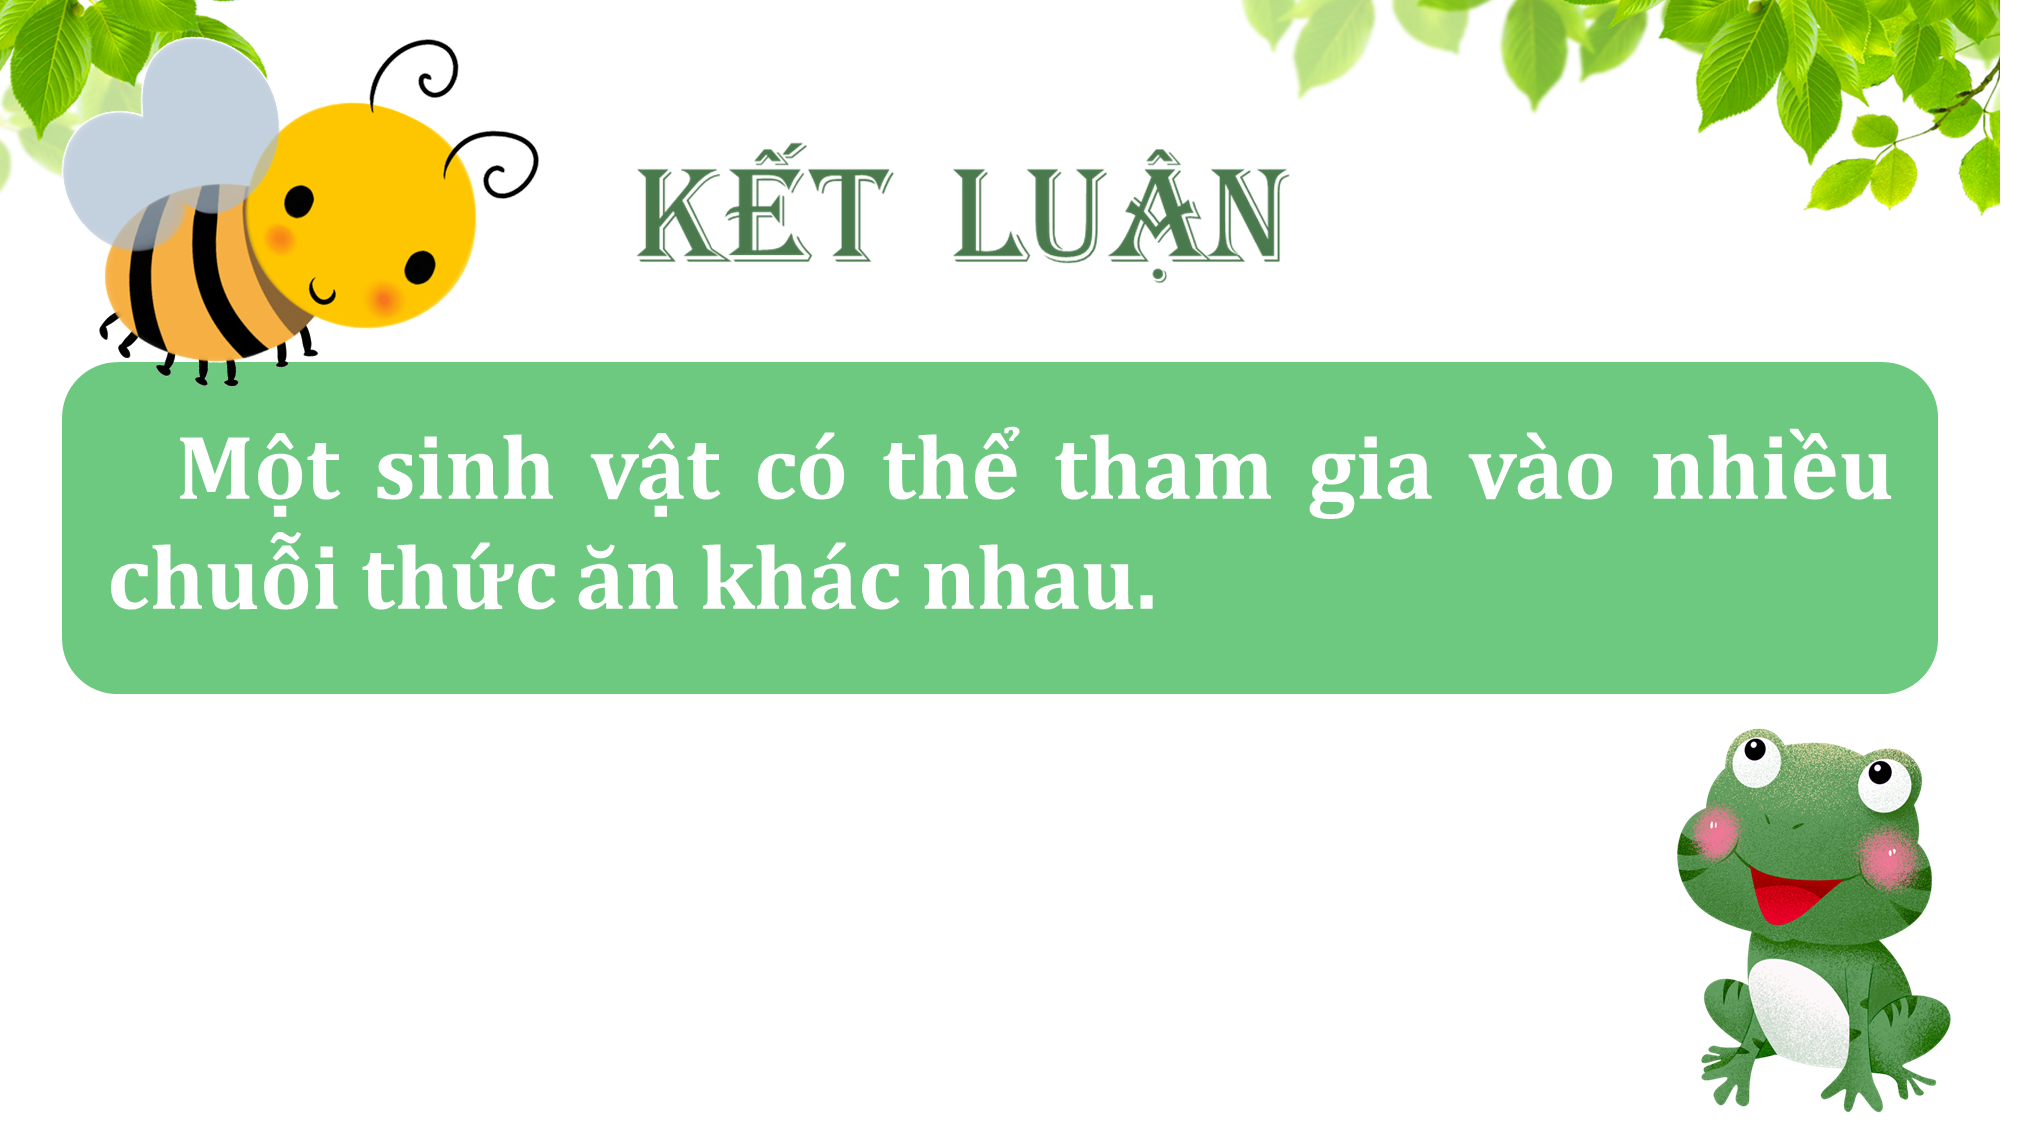 KẾT LUẬN
Một sinh vật có thể tham gia vào nhiều
chuỗi thức ăn khác nhau.